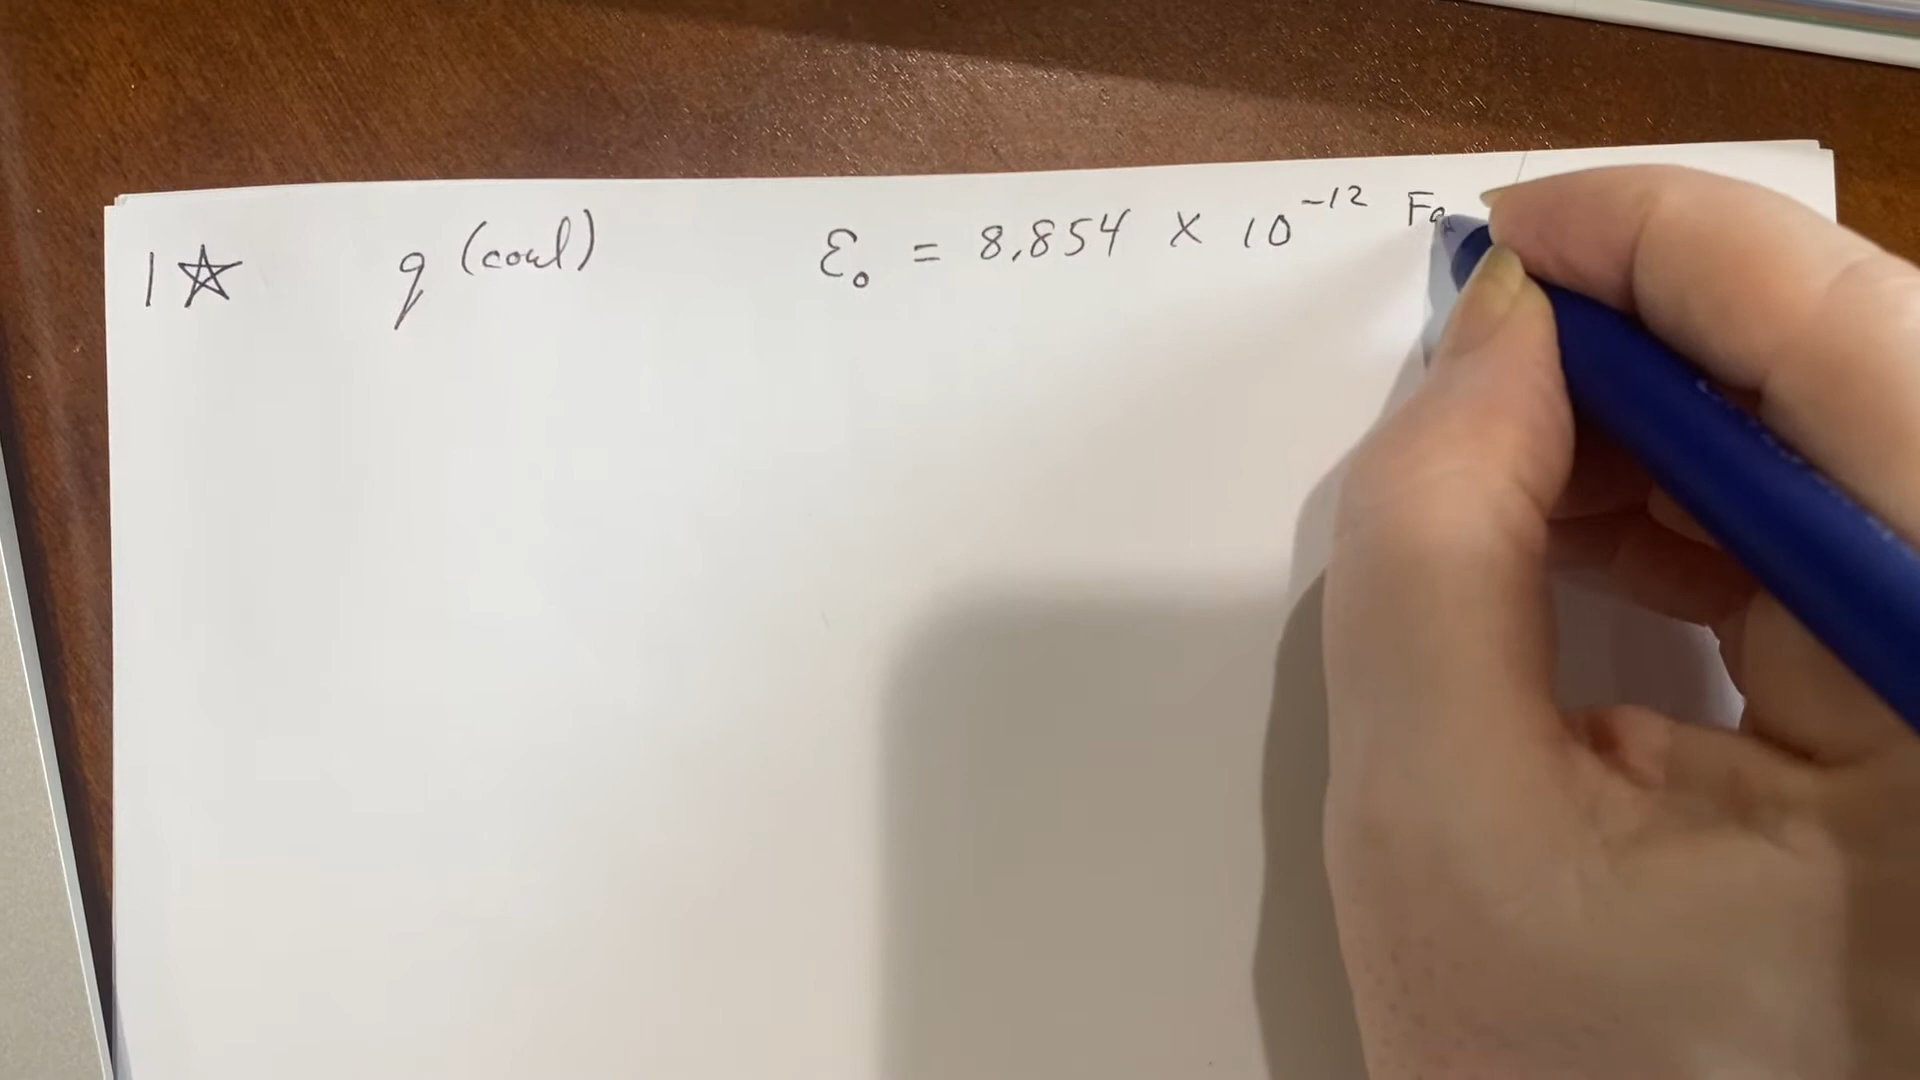 1☆ q (coul) ε₀ = 8.854 × 10⁻¹² Fa